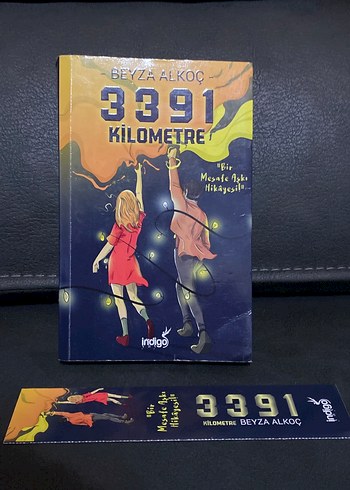 BEYZA ALKOÇ
3391
KİLOMETRE
"Bir
Mesafe Aşkı
Hikâyesi!"
indigo
"Bir
Mesafe Aşkı
Hikâyesi!"
3391
KİLOMETRE BEYZA ALKOÇ
indigo